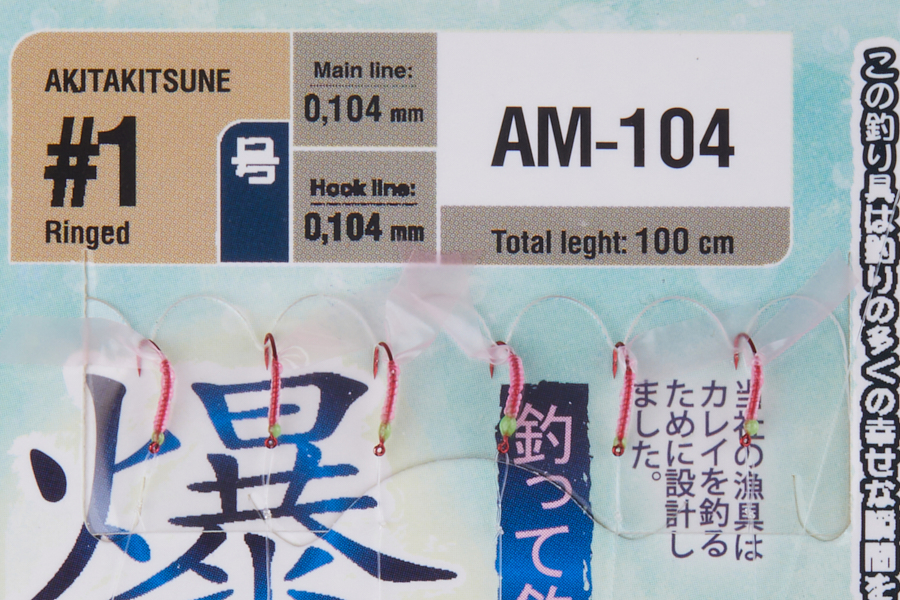 AKITAKITSUNE
#1
Ringed
号
Main line:
0,104 mm
Hook line:
0,104 mm
AM-104
Total leght: 100 cm
この釣り具は釣りの多くの幸せな瞬間を
当社の漁具は
カレイを釣る
ために設計し
ました。
釣って
爆